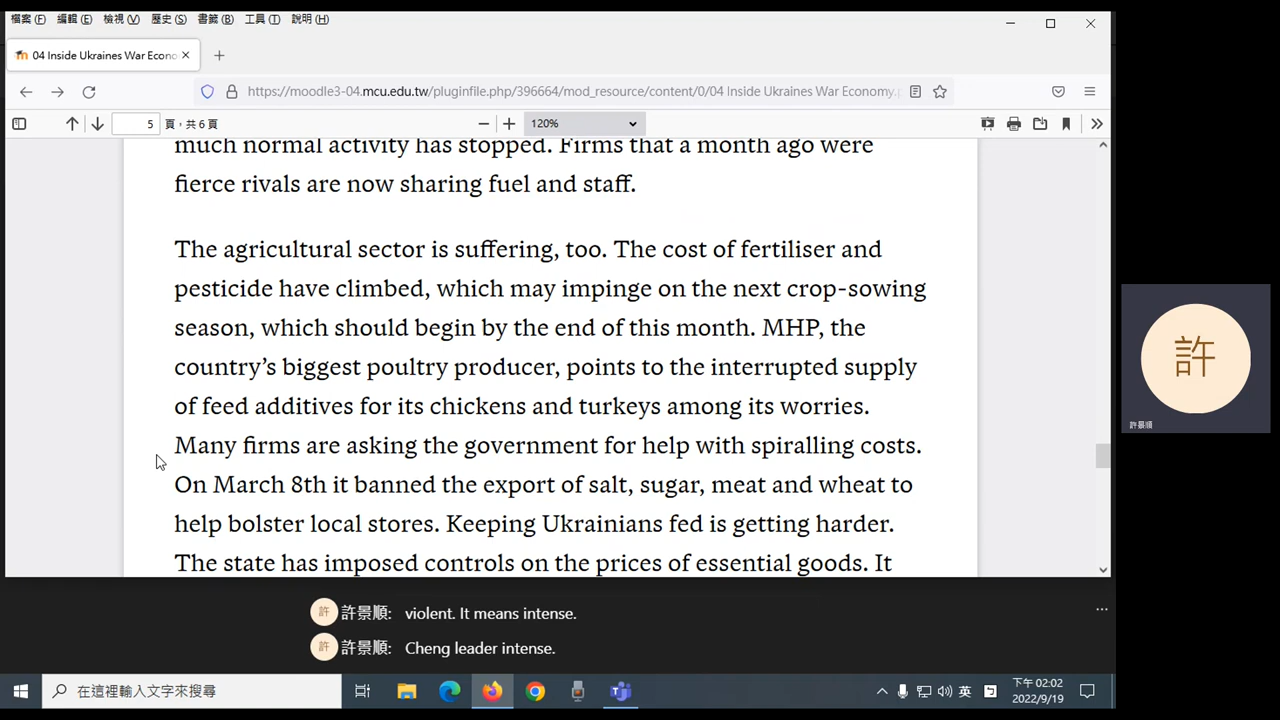 檔案(F) 編輯(E) 檢視(V) 歷史(S) 書籤(B) 工具(T) 說明(H)
04 Inside Ukraines War Econo
https://moodle3-04.mcu.edu.tw/pluginfile.php/396664/mod_resource/content/0/04 Inside Ukraines War Economy.p
5 頁，共 6 頁 120%
much normal activity has stopped. Firms that a month ago were
fierce rivals are now sharing fuel and staff.
The agricultural sector is suffering, too. The cost of fertiliser and
pesticide have climbed, which may impinge on the next crop-sowing
season, which should begin by the end of this month. MHP, the
country’s biggest poultry producer, points to the interrupted supply
of feed additives for its chickens and turkeys among its worries.
Many firms are asking the government for help with spiralling costs.
On March 8th it banned the export of salt, sugar, meat and wheat to
help bolster local stores. Keeping Ukrainians fed is getting harder.
The state has imposed controls on the prices of essential goods. It
許
許景順
許 許景順: violent. It means intense.
許 許景順: Cheng leader intense.
在這裡輸入文字來搜尋
英
下午 02:02
2022/9/19